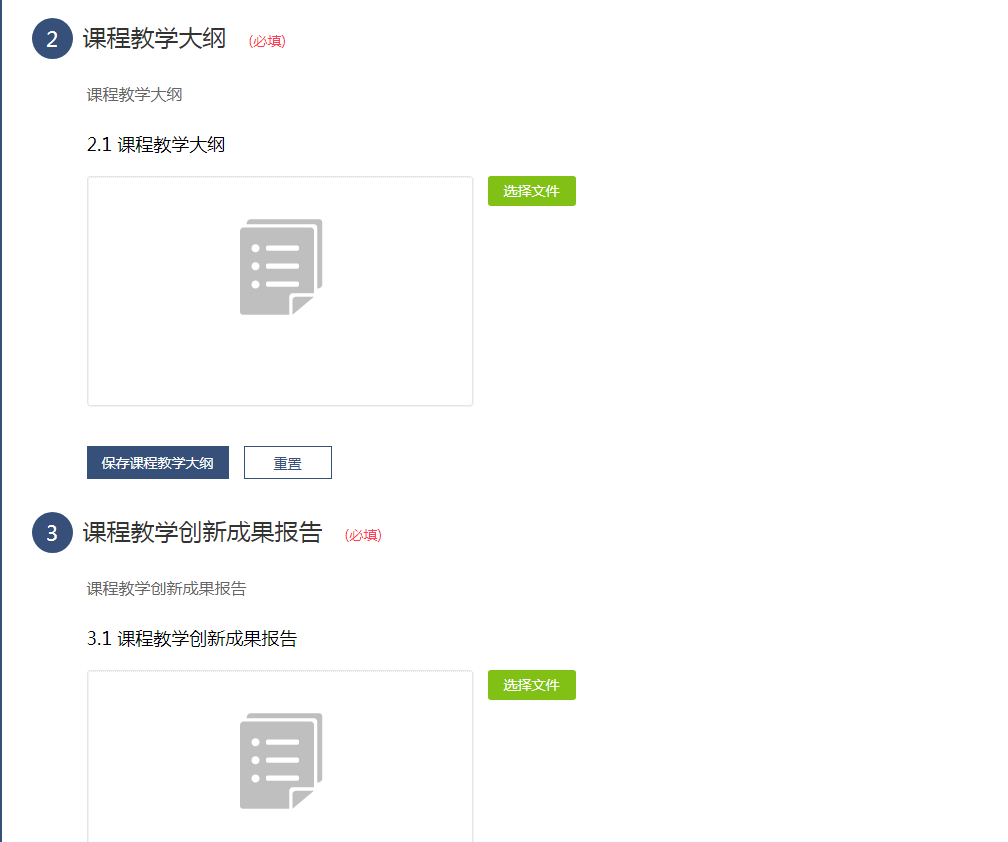 2 课程教学大纲 (必填)
课程教学大纲
2.1 课程教学大纲
选择文件
保存课程教学大纲 重置
3 课程教学创新成果报告 (必填)
课程教学创新成果报告
3.1 课程教学创新成果报告
选择文件